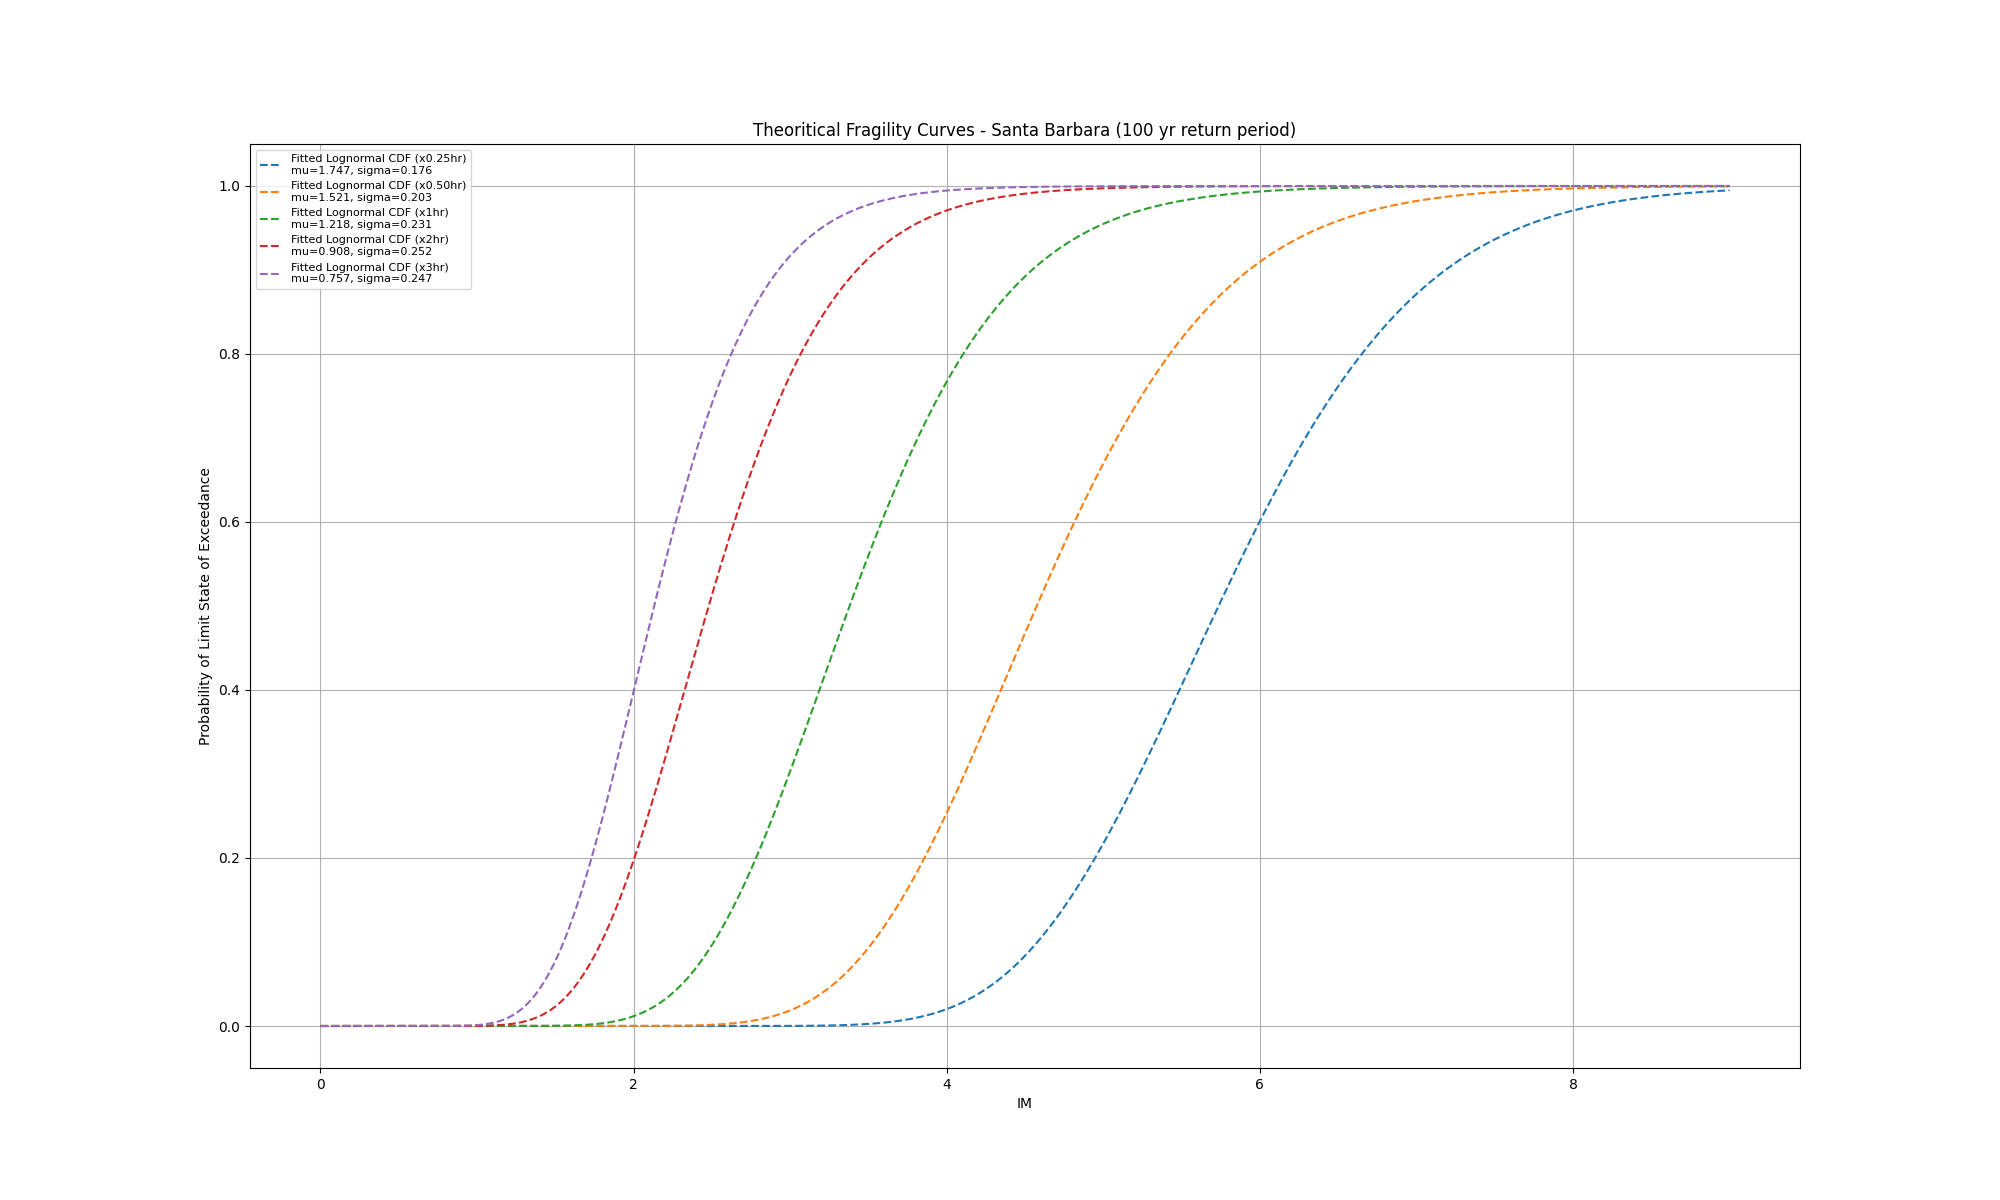 Theoritical Fragility Curves - Santa Barbara (100 yr return period)
Fitted Lognormal CDF (x0.25hr)
mu=1.747, sigma=0.176
Fitted Lognormal CDF (x0.50hr)
mu=1.521, sigma=0.203
Fitted Lognormal CDF (x1hr)
mu=1.218, sigma=0.231
Fitted Lognormal CDF (x2hr)
mu=0.908, sigma=0.252
Fitted Lognormal CDF (x3hr)
mu=0.757, sigma=0.247
1.0
0.8
0.6
0.4
0.2
0.0
Probability of Limit State of Exceedance
0 2 4 6 8
IM